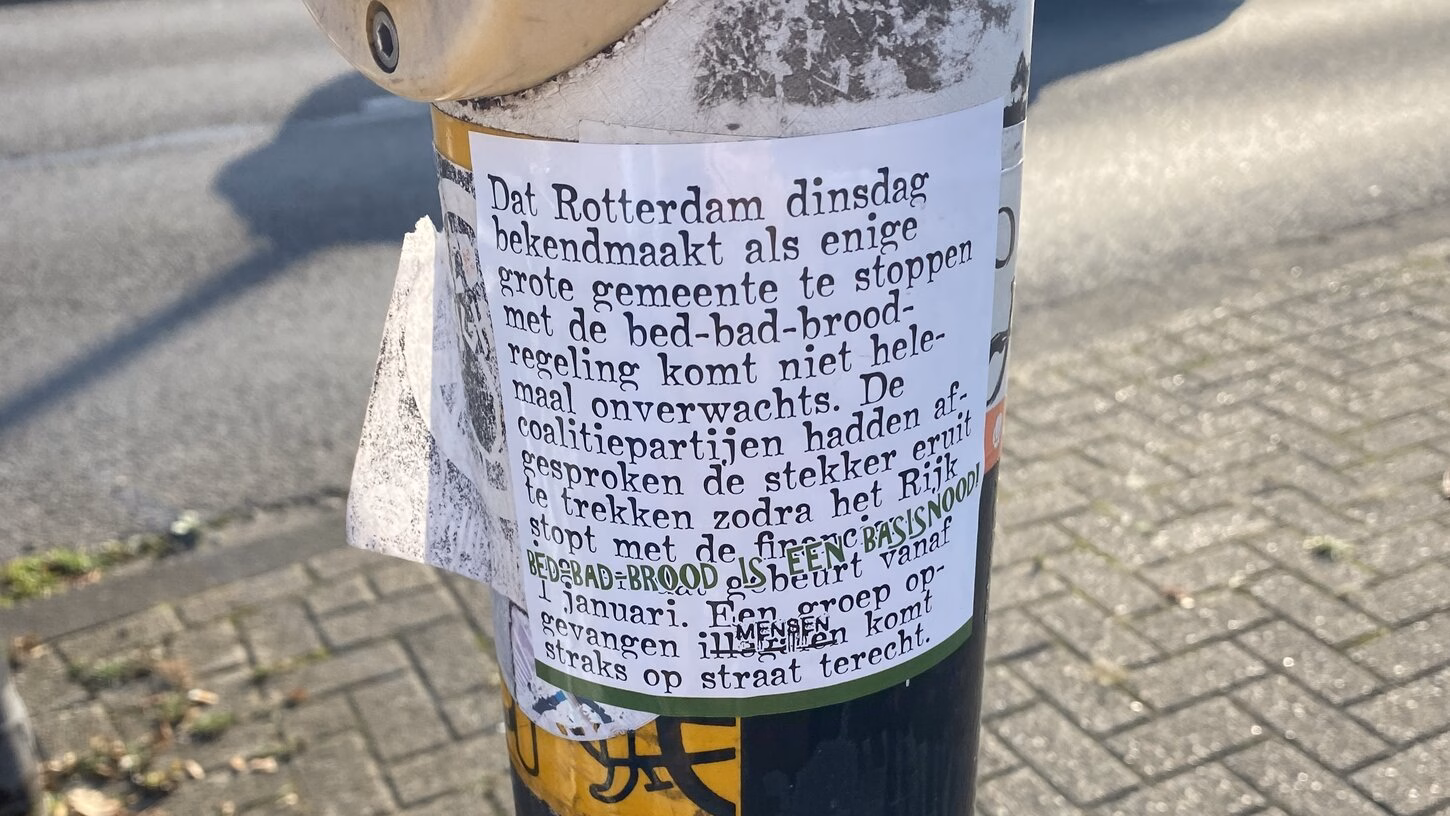 Dat Rotterdam dinsdag
bekendmaakt als enige
grote gemeente te stoppen
met de bed-bad-brood-
regeling komt niet hele-
maal onverwachts. De
coalitiepartijen hadden af-
gesproken de stekker eruit
te trekken zodra het Rijk
stopt met de
BED-BAD-BROOD IS EEN BASISNOOD!
gebeurt vanaf
1 januari. Een groep op-
MENSEN
gevangen illegalen komt
straks op straat terecht.